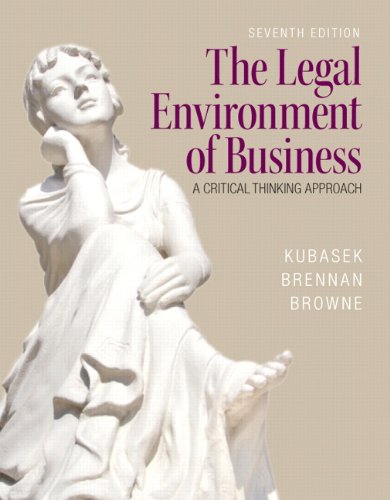 SEVENTH EDITION
The Legal
Environment
of Business
A CRITICAL THINKING APPROACH
KUBASEK
BRENNAN
BROWNE